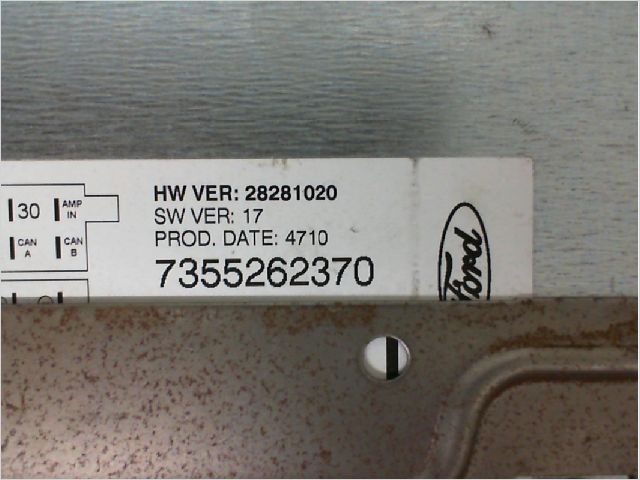 30
AMP
IN
CAN
A
CAN
B
HW VER: 28281020
SW VER: 17
PROD. DATE: 4710
7355262370
Ford